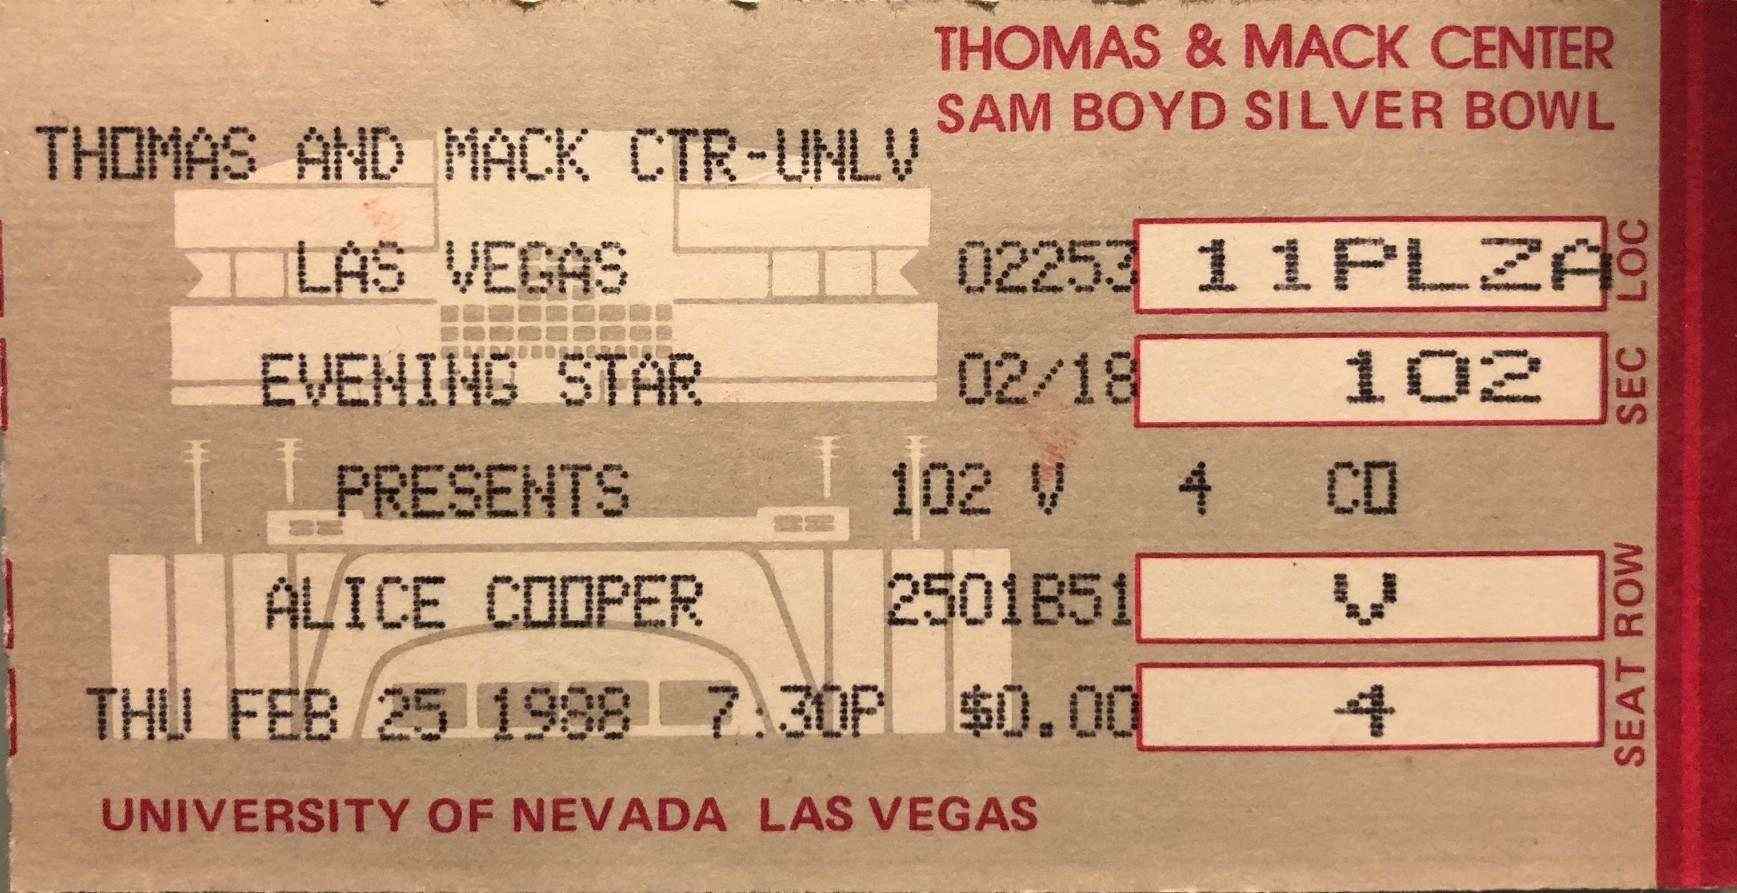 THOMAS & MACK CENTER
SAM BOYD SILVER BOWL
THOMAS AND MACK CTR-UNLV
LAS VEGAS 02253 11PLZA LOC
EVENING STAR 02/18 102 SEC
PRESENTS 102 V 4 CO
ALICE COOPER 2501B51 V ROW
THU FEB 25 1988 7.30P $0.00 4 SEAT
UNIVERSITY OF NEVADA LAS VEGAS